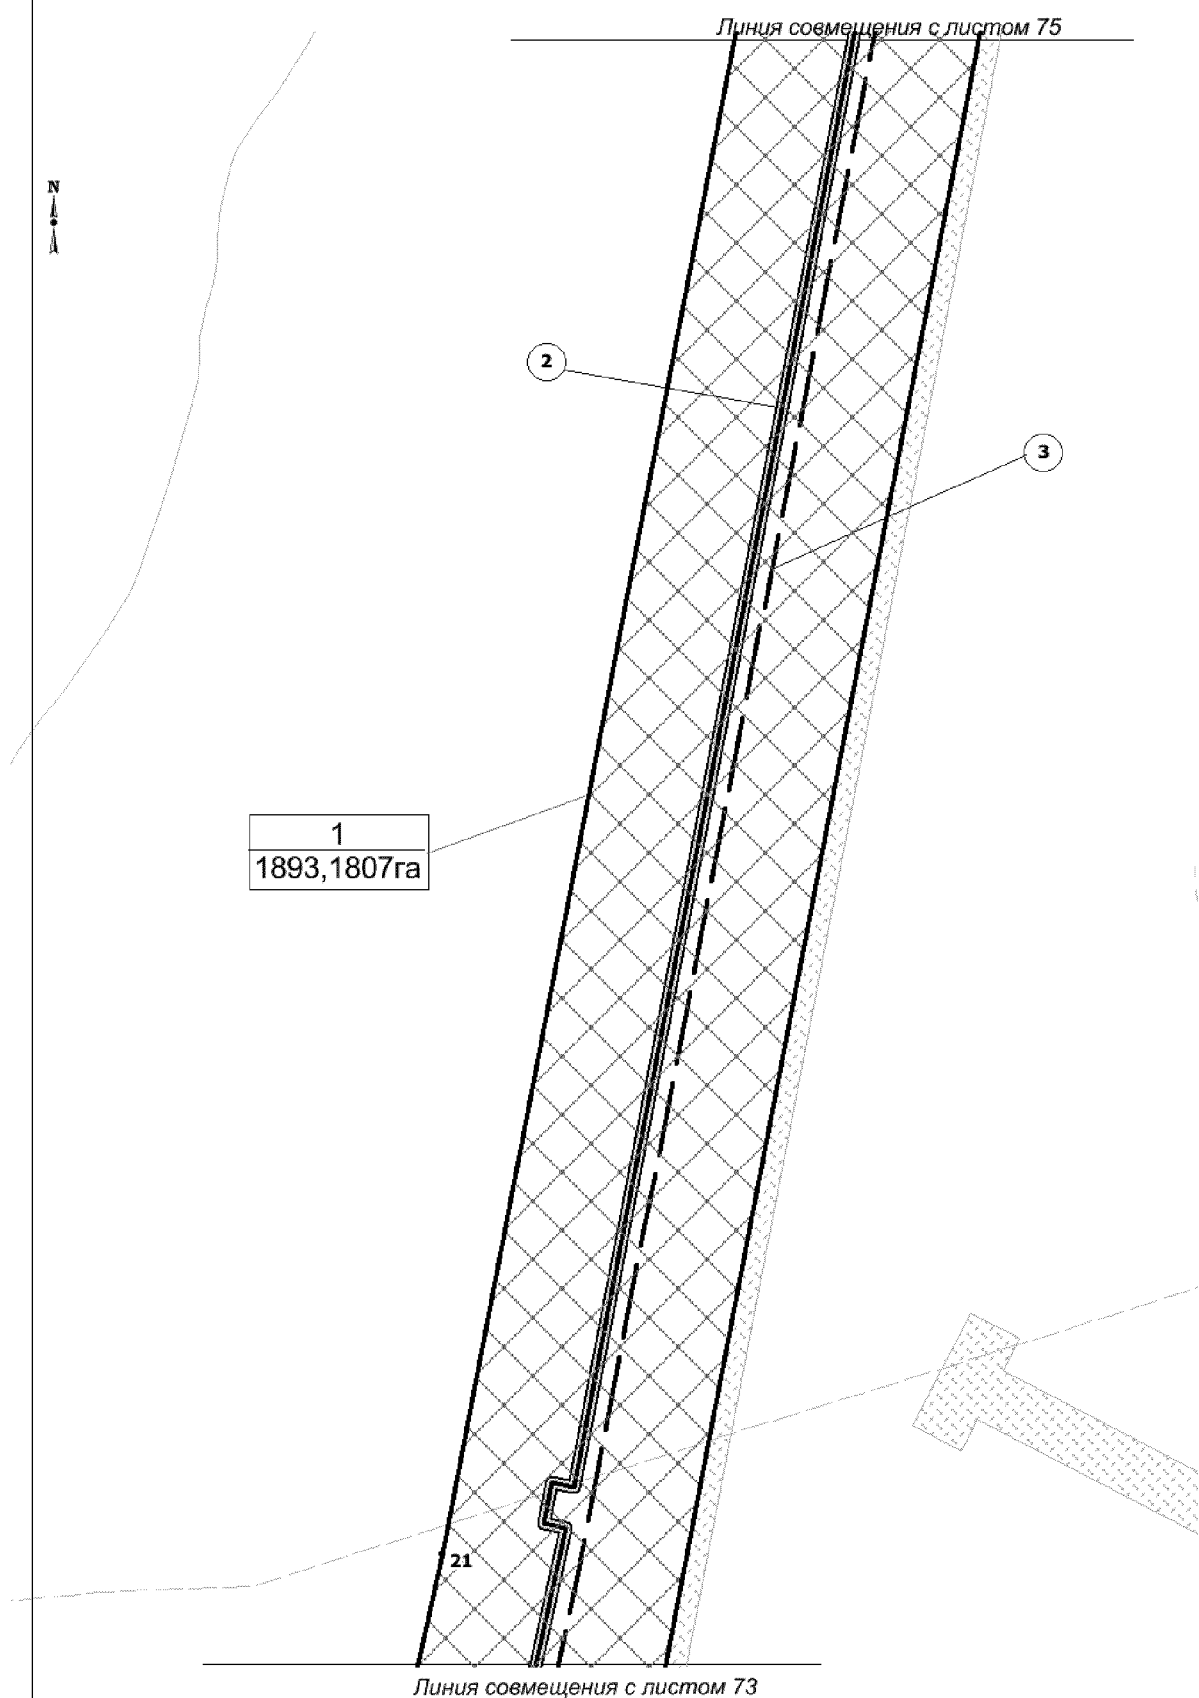 Линия совмещения с листом 75
N
2
3
1
1893,1807га
21
Линия совмещения с листом 73